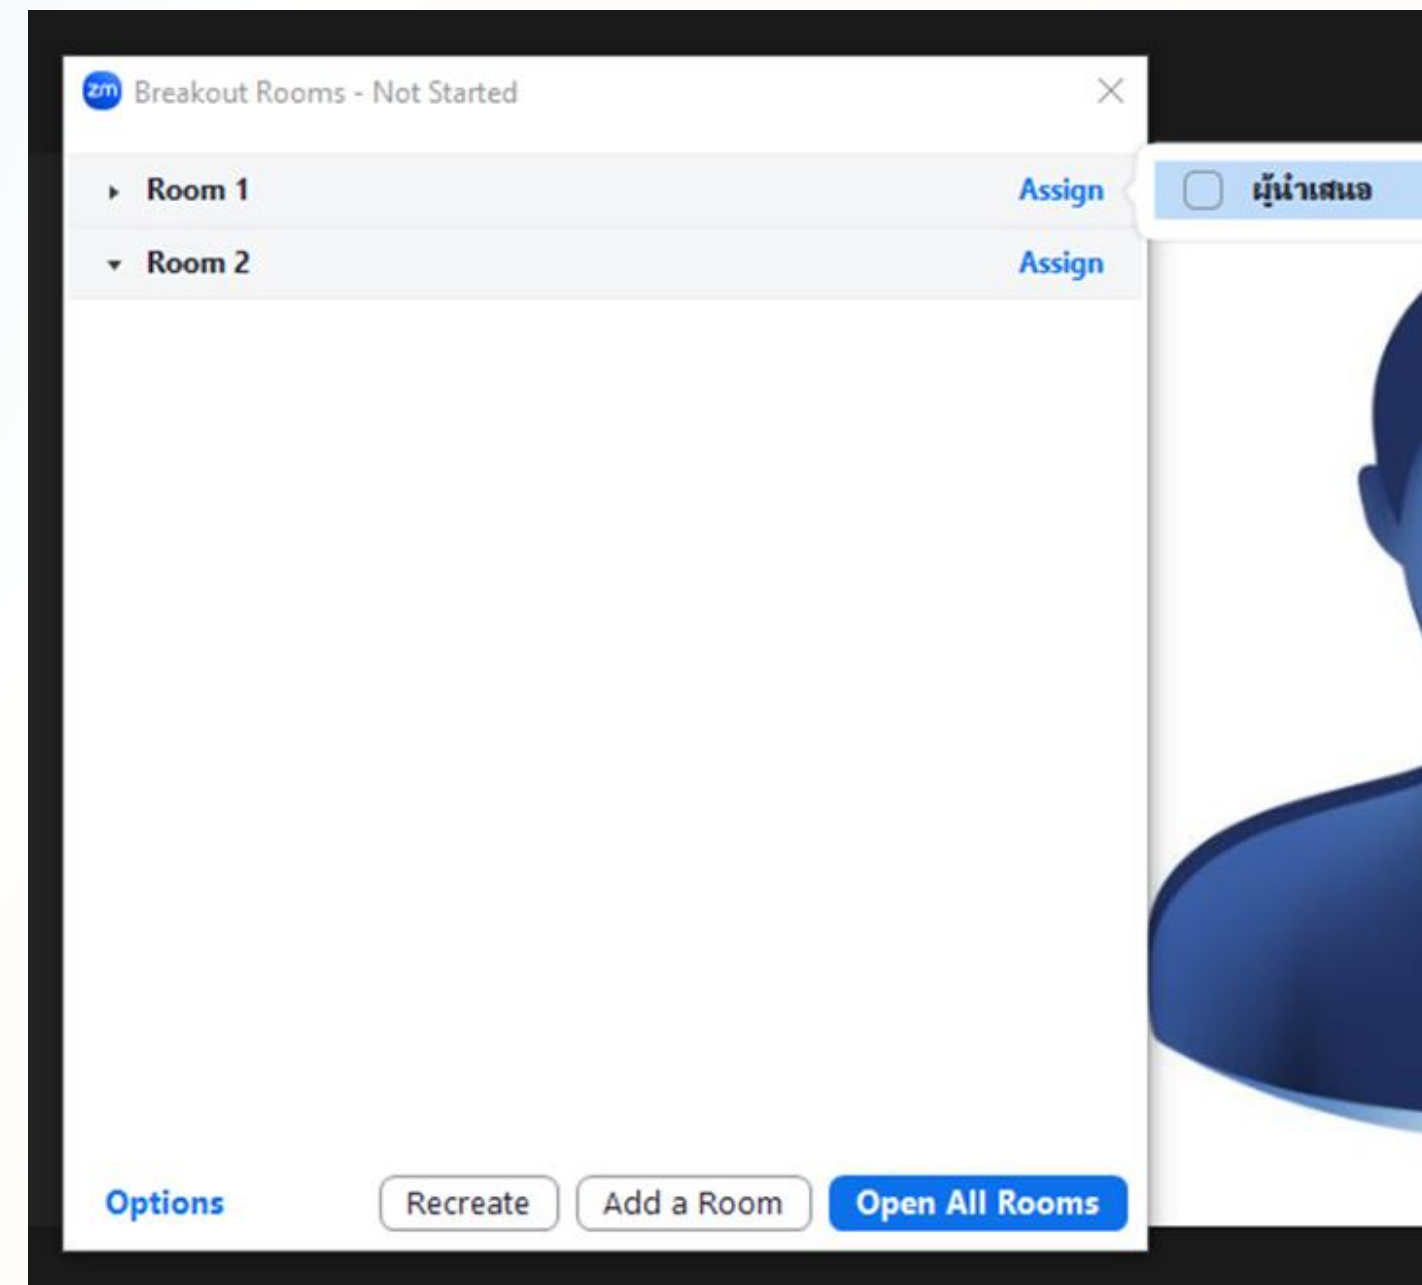 zm Breakout Rooms - Not Started
Room 1 Assign
ผู้นำเสนอ
Room 2 Assign
Options Recreate Add a Room Open All Rooms